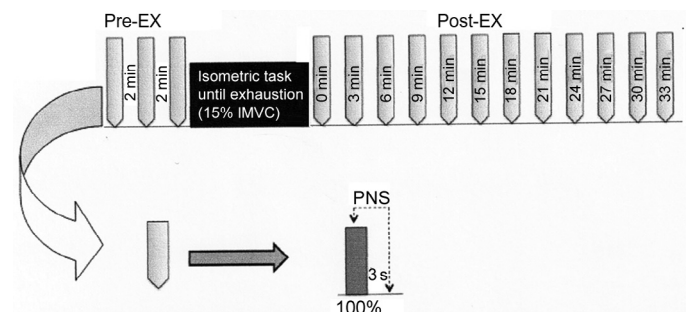 Pre-EX
Post-EX
2 min
2 min
Isometric task
until exhaustion
(15% IMVC)
0 min
3 min
6 min
9 min
12 min
15 min
18 min
21 min
24 min
27 min
30 min
33 min
PNS
3 s
100%